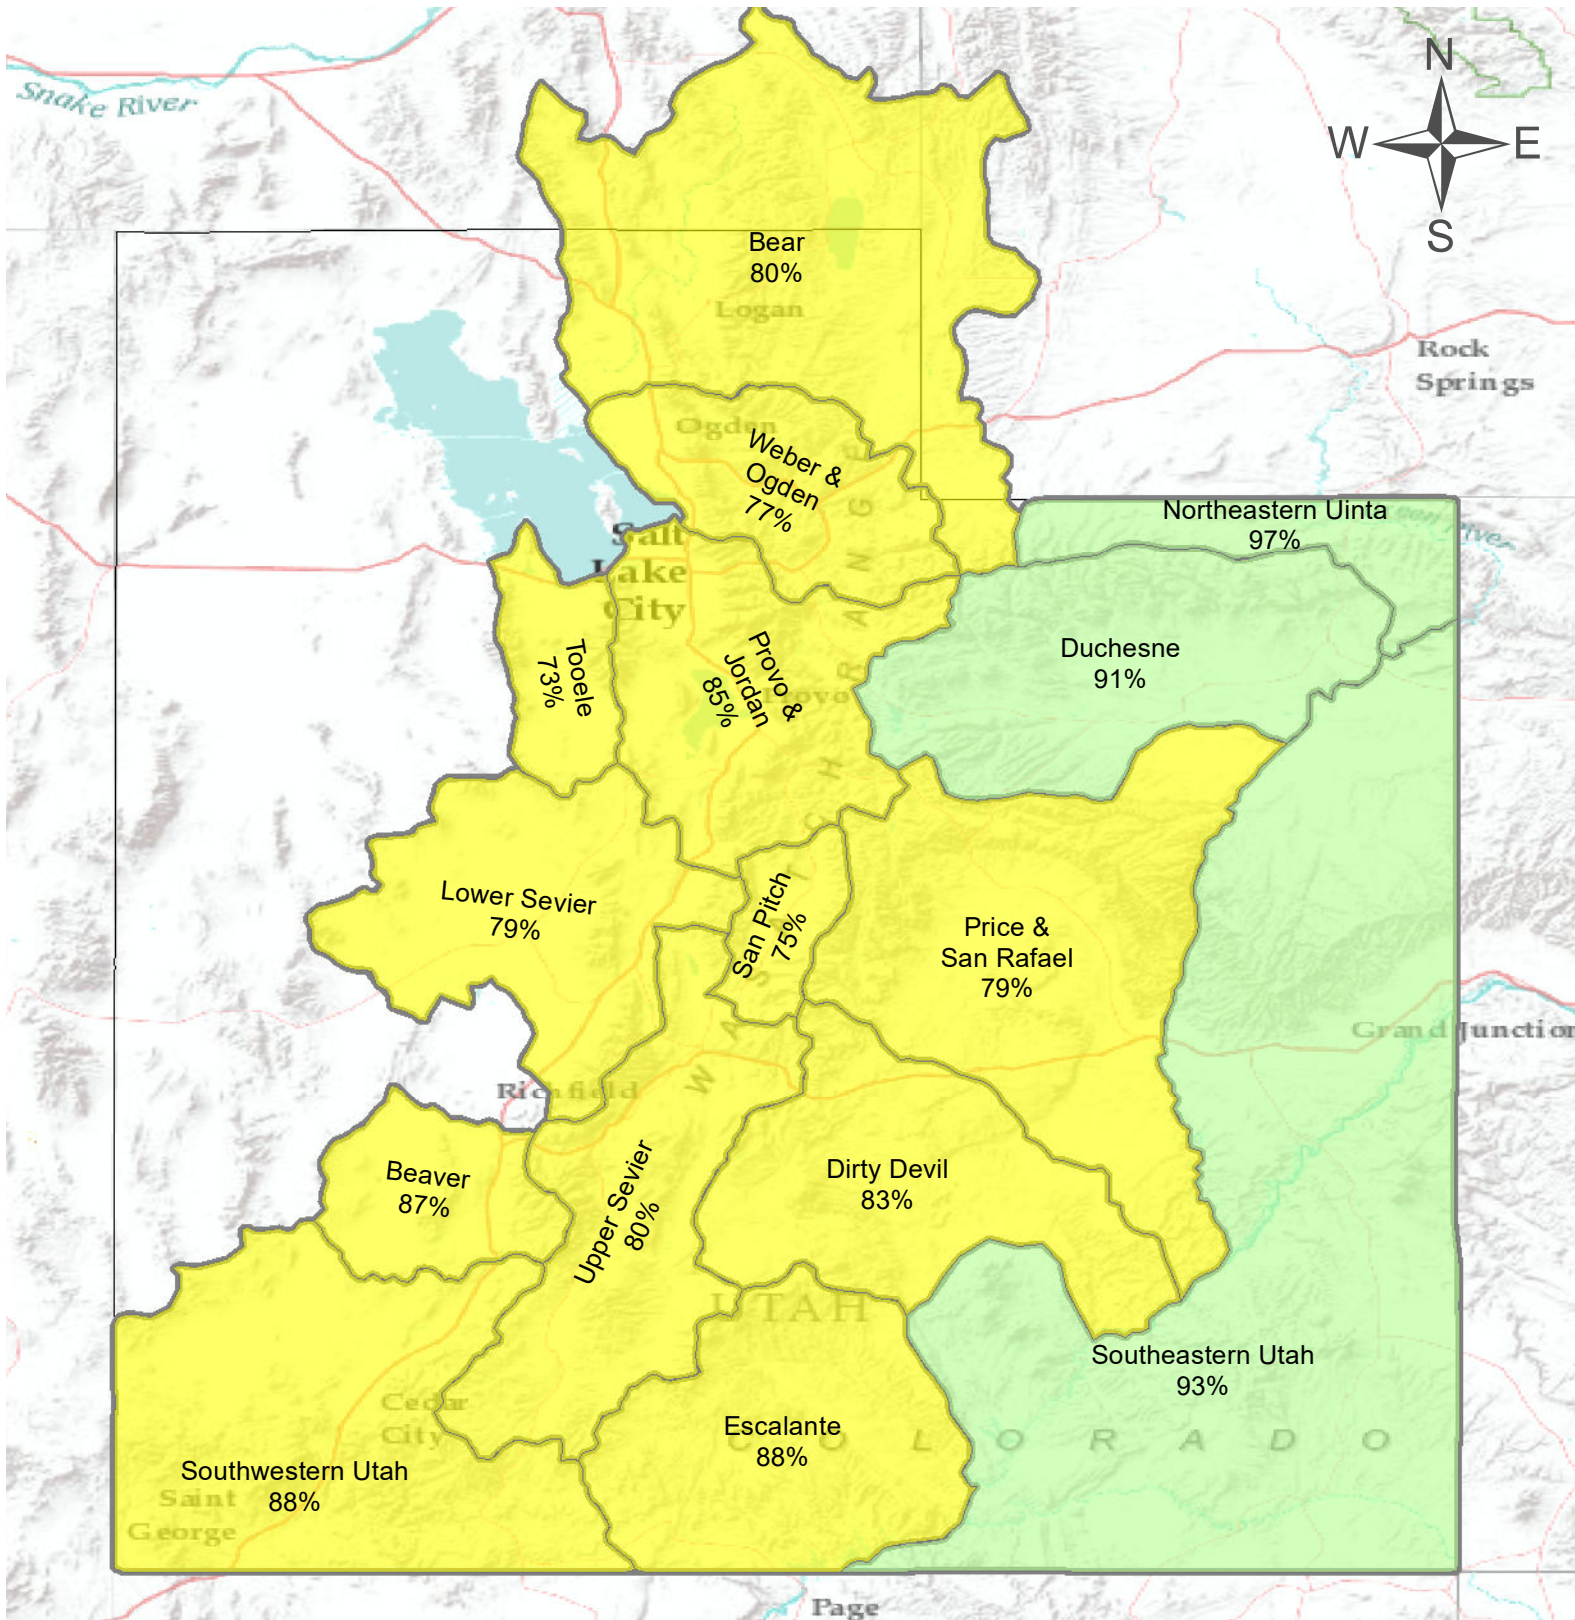 N
W E
S
Snake River
Bear
80%
Logan
Rock
Springs
Ogden
Weber &
Ogden
77%
Northeastern Uinta
97%
Salt
Lake
City
Tooele
73%
Provo &
Jordan
85%
Provo
Duchesne
91%
Lower Sevier
79%
San Pitch
75%
Price &
San Rafael
79%
WASATCH RANGE
Grand Junction
Richfield
Beaver
87%
Upper Sevier
80%
Dirty Devil
83%
UTAH
Southeastern Utah
93%
Cedar
City
Escalante
88%
COLORADO
Southwestern Utah
88%
Saint
George
Page